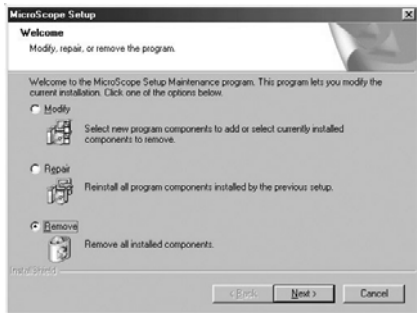 MicroScope Setup
Welcome
Modify, repair, or remove the program.
Welcome to the MicroScope Setup Maintenance program. This program lets you modify the
current installation. Click one of the options below.
Modify
Select new program components to add or select currently installed
components to remove.
Repair
Reinstall all program components installed by the previous setup.
Remove
Remove all installed components.
InstallShield
< Back
Next >
Cancel